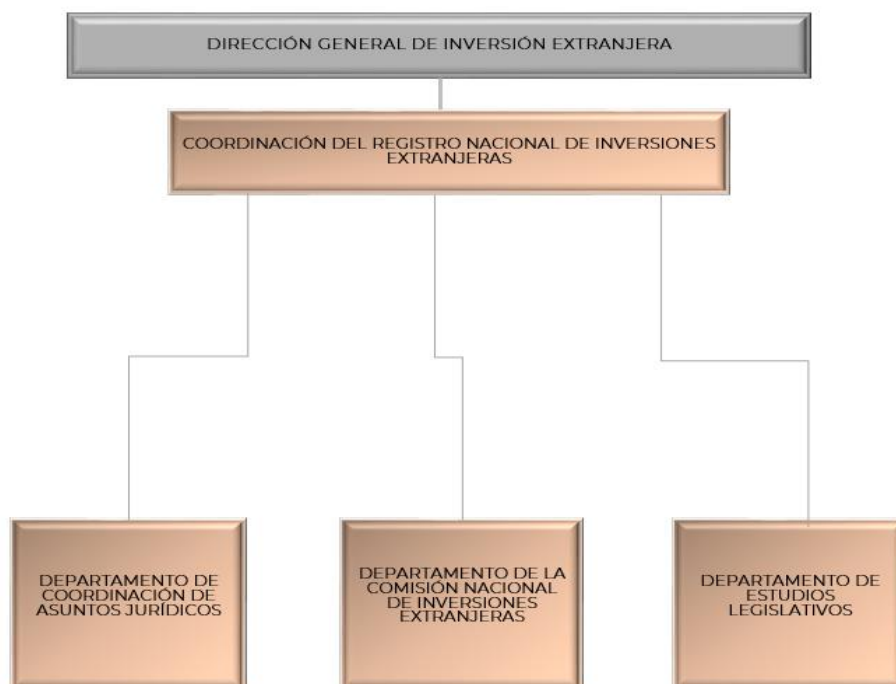 DIRECCIÓN GENERAL DE INVERSIÓN EXTRANJERA
COORDINACIÓN DEL REGISTRO NACIONAL DE INVERSIONES
EXTRANJERAS
DEPARTAMENTO DE
COORDINACIÓN DE
ASUNTOS JURÍDICOS
DEPARTAMENTO DE LA
COMISIÓN NACIONAL
DE INVERSIONES
EXTRANJERAS
DEPARTAMENTO DE
ESTUDIOS
LEGISLATIVOS